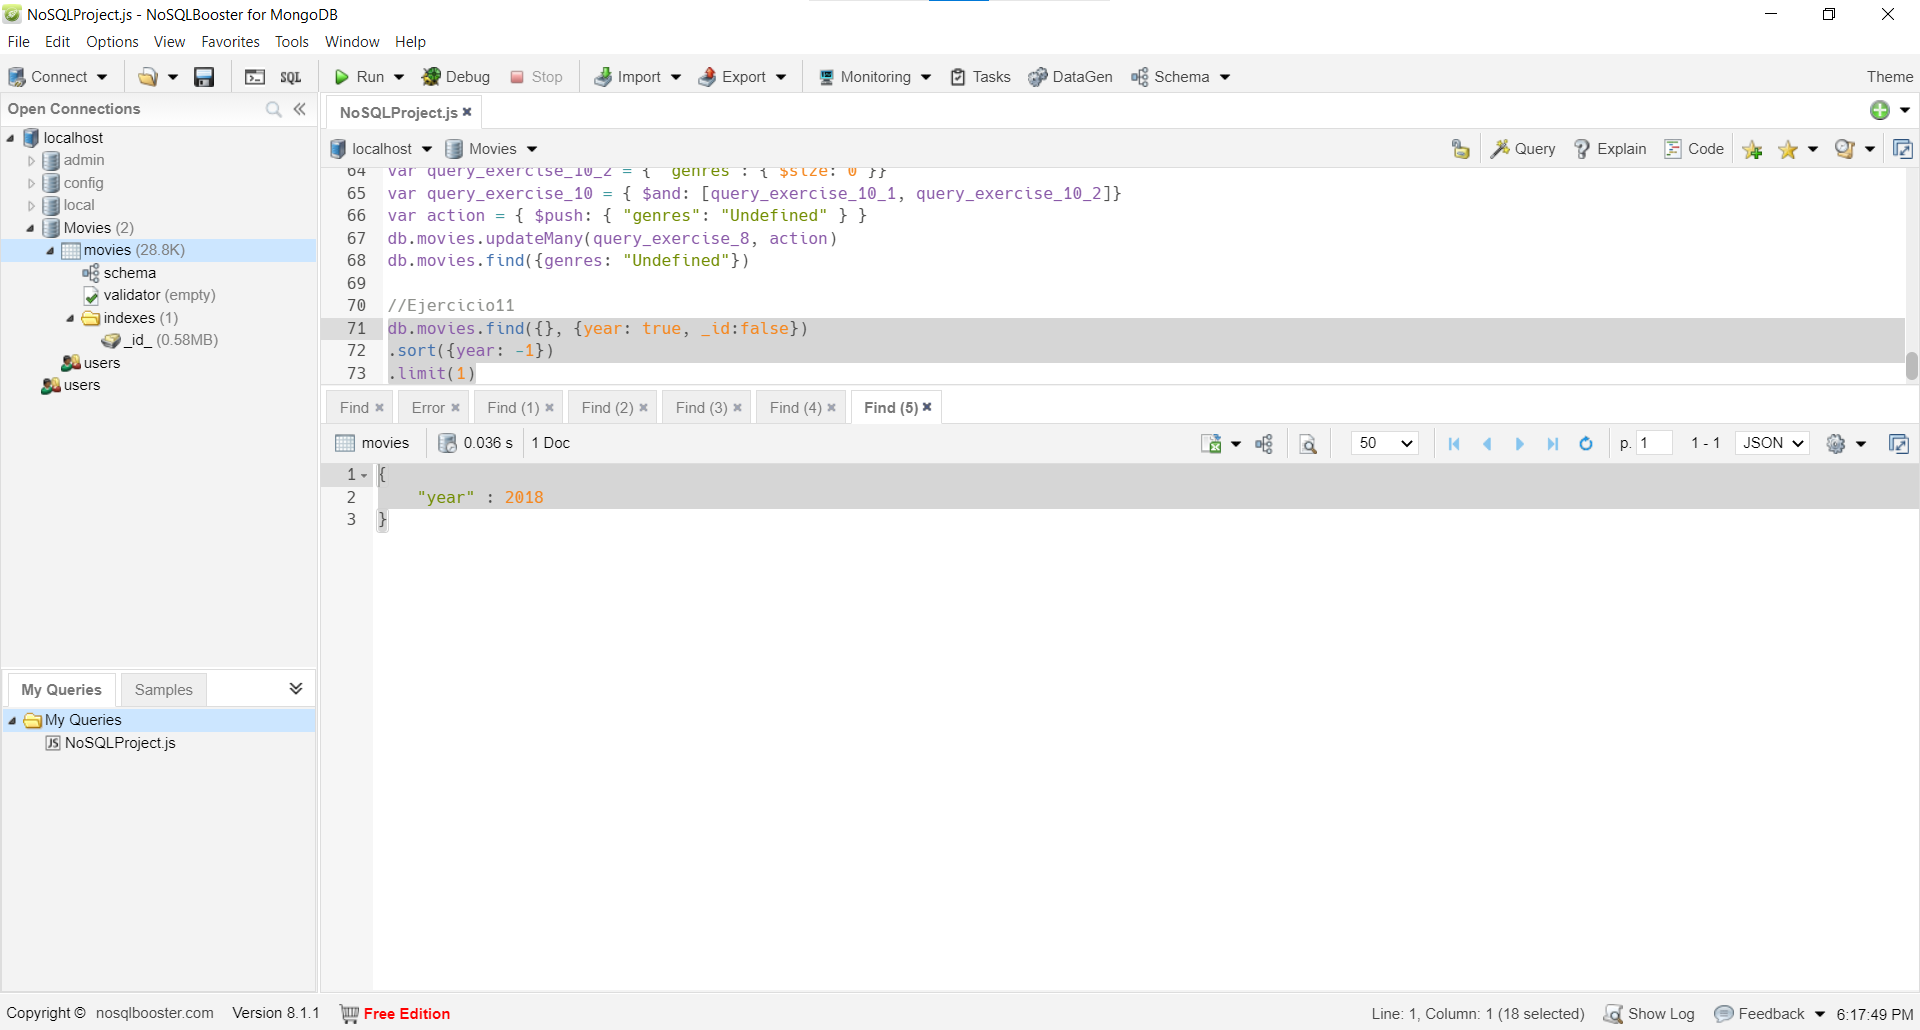 NoSQLProject.js - NoSQLBooster for MongoDB
File Edit Options View Favorites Tools Window Help
Connect SQL Run Debug Stop Import Export Monitoring Tasks DataGen Schema Theme
Open Connections
localhost
admin
config
local
Movies (2)
movies (28.8K)
schema
validator (empty)
indexes (1)
_id_ (0.58MB)
users
users
My Queries Samples
My Queries
JS NoSQLProject.js
NoSQLProject.js
localhost Movies Query Explain Code
64 var query_exercise_10_2 = { "genres": { $size: 0 }}
65 var query_exercise_10 = { $and: [query_exercise_10_1, query_exercise_10_2]}
66 var action = { $push: { "genres": "Undefined" } }
67 db.movies.updateMany(query_exercise_8, action)
68 db.movies.find({genres: "Undefined"})
69
70 //Ejercicio11
71 db.movies.find({}, {year: true, _id:false})
72 .sort({year: -1})
73 .limit(1)
Find Error Find (1) Find (2) Find (3) Find (4) Find (5)
movies 0.036 s 1 Doc 50 p. 1 1 - 1 JSON
1 {
2 "year" : 2018
3 }
Copyright © nosqlbooster.com Version 8.1.1 Free Edition Line: 1, Column: 1 (18 selected) Show Log Feedback 6:17:49 PM